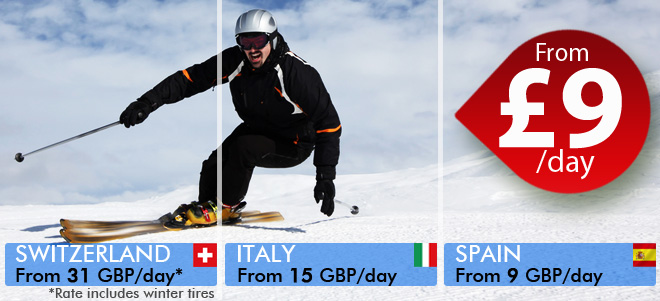 From
£9
/day
SWITZERLAND
From 31 GBP/day*
*Rate includes winter tires
ITALY
From 15 GBP/day
SPAIN
From 9 GBP/day